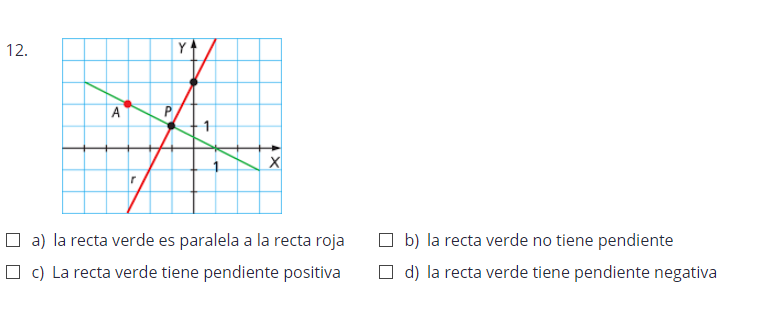 12.
Y
A
P
1
1
X
r
a) la recta verde es paralela a la recta roja
b) la recta verde no tiene pendiente
c) La recta verde tiene pendiente positiva
d) la recta verde tiene pendiente negativa